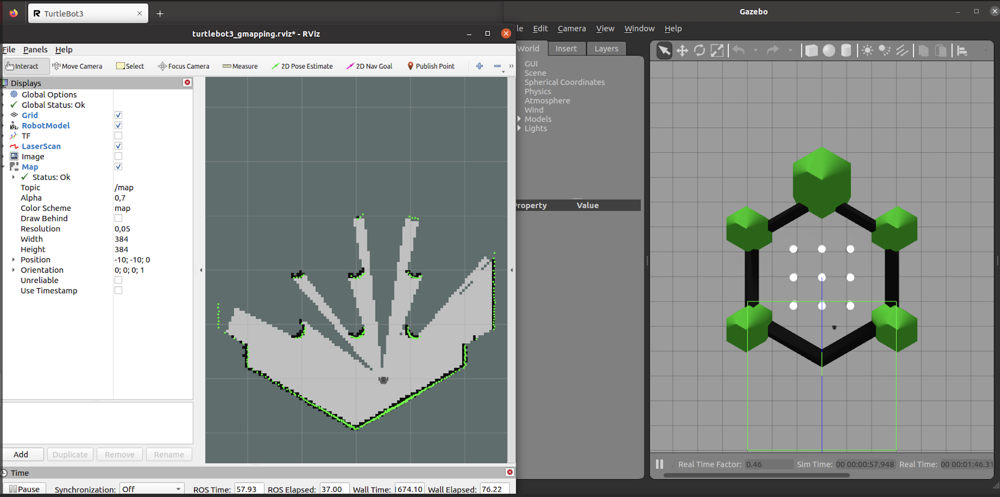 TurtleBot3
Gazebo
turtlebot3_gmapping.rviz* - RViz
le Edit Camera View Window Help
File Panels Help
World Insert Layers
Interact Move Camera Select Focus Camera Measure 2D Pose Estimate 2D Nav Goal Publish Point »
GUI
Scene
Spherical Coordinates
Physics
Atmosphere
Wind
Models
Lights
Property Value
Displays
Global Options
Global Status: Ok
Grid
RobotModel
TF
LaserScan
Image
Map
Status: Ok
Topic /map
Alpha 0,7
Color Scheme map
Draw Behind
Resolution 0,05
Width 384
Height 384
Position -10; -10; 0
Orientation 0; 0; 0; 1
Unreliable
Use Timestamp
Add Duplicate Remove Rename
Real Time Factor: 0.46 Sim Time: 00 00:00:57.948 Real Time: 00 00:01:46.31
Time
Pause Synchronization: Off ROS Time: 57.93 ROS Elapsed: 37.00 Wall Time: 1674.10 Wall Elapsed: 76.22